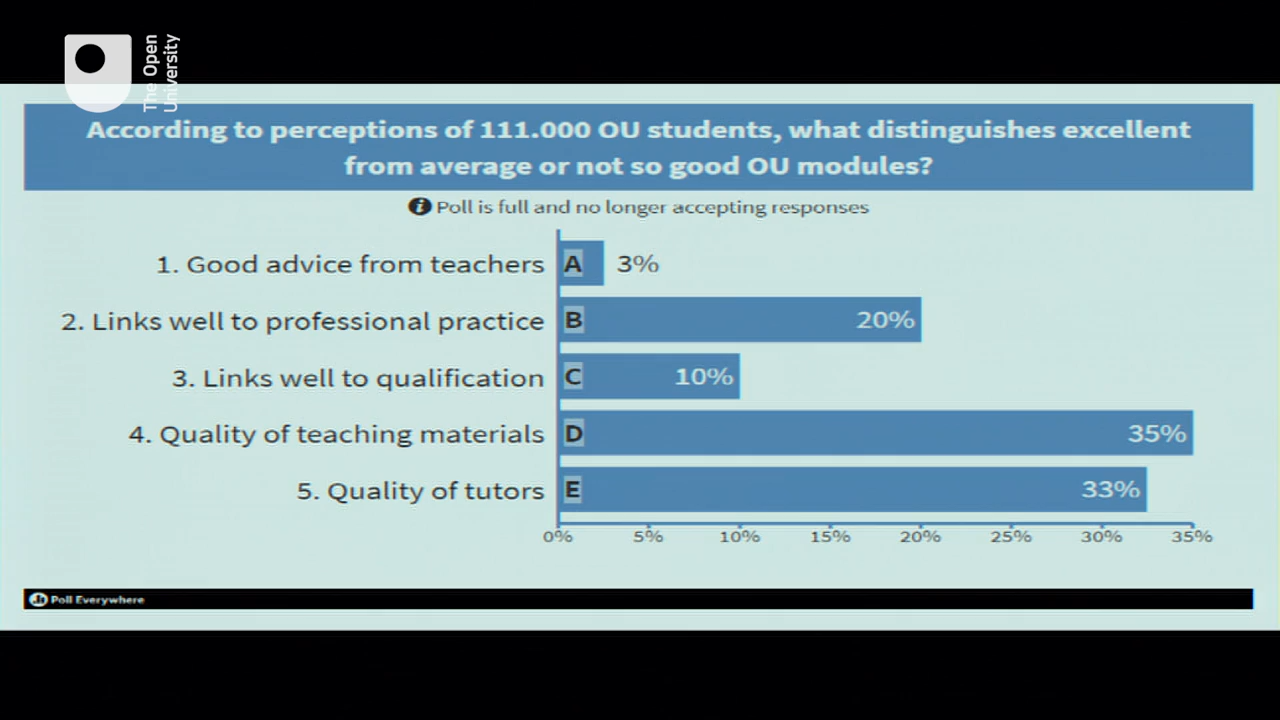 The Open
University
According to perceptions of 111.000 OU students, what distinguishes excellent
from average or not so good OU modules?
i Poll is full and no longer accepting responses
1. Good advice from teachers A 3%
2. Links well to professional practice B 20%
3. Links well to qualification C 10%
4. Quality of teaching materials D 35%
5. Quality of tutors E 33%
0% 5% 10% 15% 20% 25% 30% 35%
Poll Everywhere